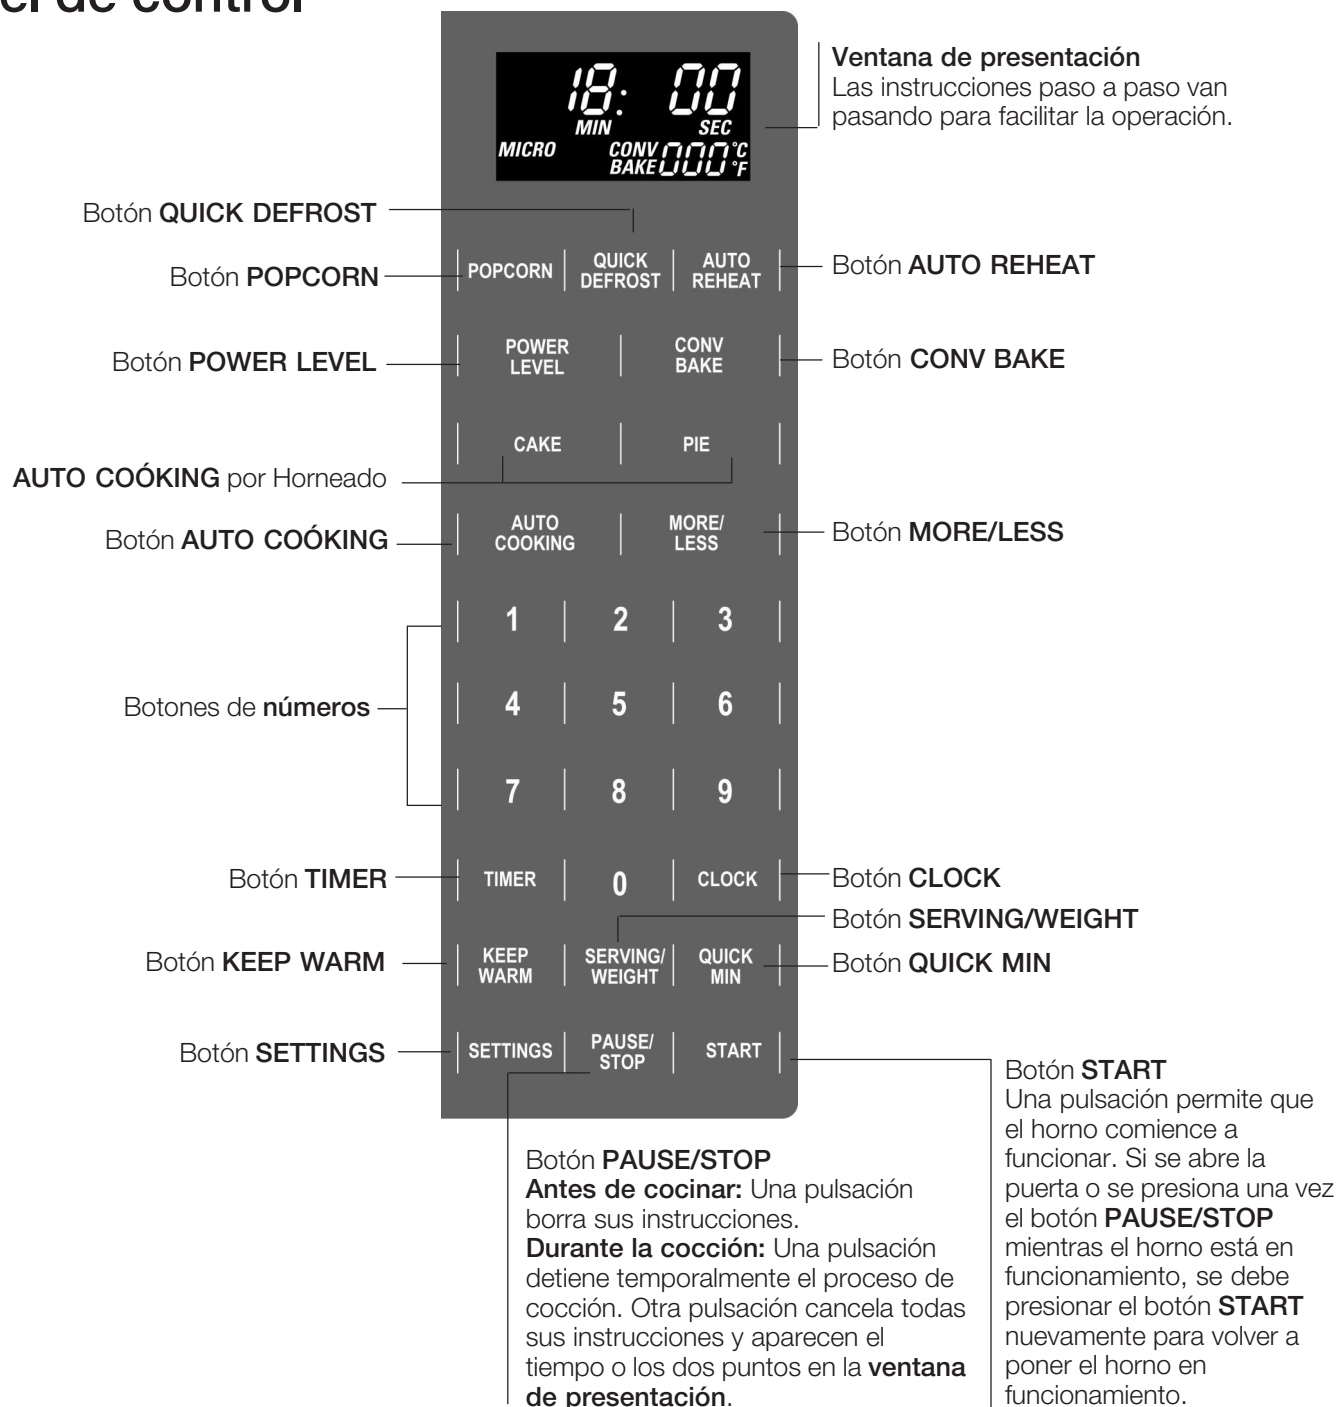 el de control
18: 00
MIN SEC
MICRO CONV 000 °C
BAKE °F
Ventana de presentación
Las instrucciones paso a paso van
pasando para facilitar la operación.
Botón QUICK DEFROST
Botón POPCORN
POPCORN
QUICK
DEFROST
AUTO
REHEAT
Botón AUTO REHEAT
Botón POWER LEVEL
POWER
LEVEL
CONV
BAKE
Botón CONV BAKE
CAKE
PIE
AUTO COÓKING por Horneado
Botón AUTO COÓKING
AUTO
COOKING
MORE/
LESS
Botón MORE/LESS
1 2 3
Botones de números
4 5 6
7 8 9
Botón TIMER
TIMER 0 CLOCK
Botón CLOCK
Botón SERVING/WEIGHT
Botón KEEP WARM
KEEP
WARM
SERVING/
WEIGHT
QUICK
MIN
Botón QUICK MIN
Botón SETTINGS
SETTINGS
PAUSE/
STOP
START
Botón PAUSE/STOP
Antes de cocinar: Una pulsación
borra sus instrucciones.
Durante la cocción: Una pulsación
detiene temporalmente el proceso de
cocción. Otra pulsación cancela todas
sus instrucciones y aparecen el
tiempo o los dos puntos en la ventana
de presentación.
Botón START
Una pulsación permite que
el horno comience a
funcionar. Si se abre la
puerta o se presiona una vez
el botón PAUSE/STOP
mientras el horno está en
funcionamiento, se debe
presionar el botón START
nuevamente para volver a
poner el horno en
funcionamiento.